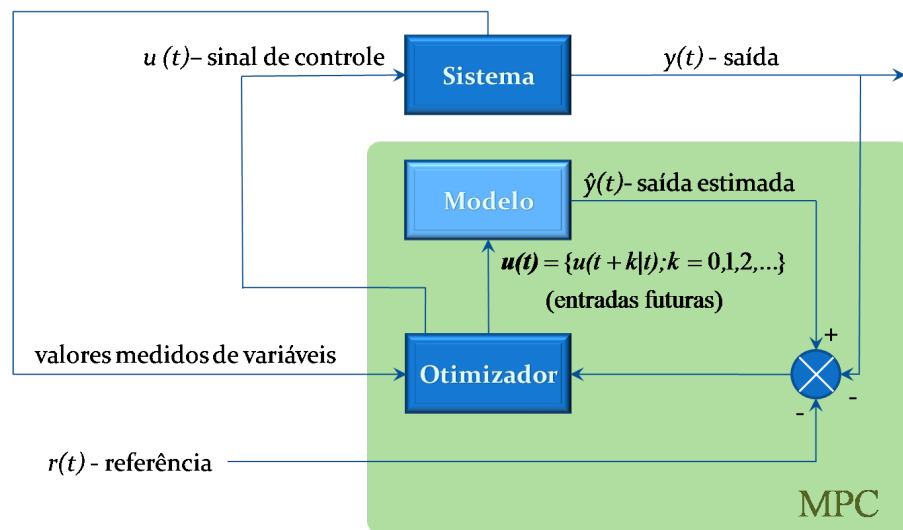 u (t)– sinal de controle
Sistema
y(t) - saída
Modelo
ŷ(t)- saída estimada
u(t) = {u(t + k|t);k = 0,1,2,...}
(entradas futuras)
+
valores medidos de variáveis
Otimizador
-
-
r(t) - referência
MPC